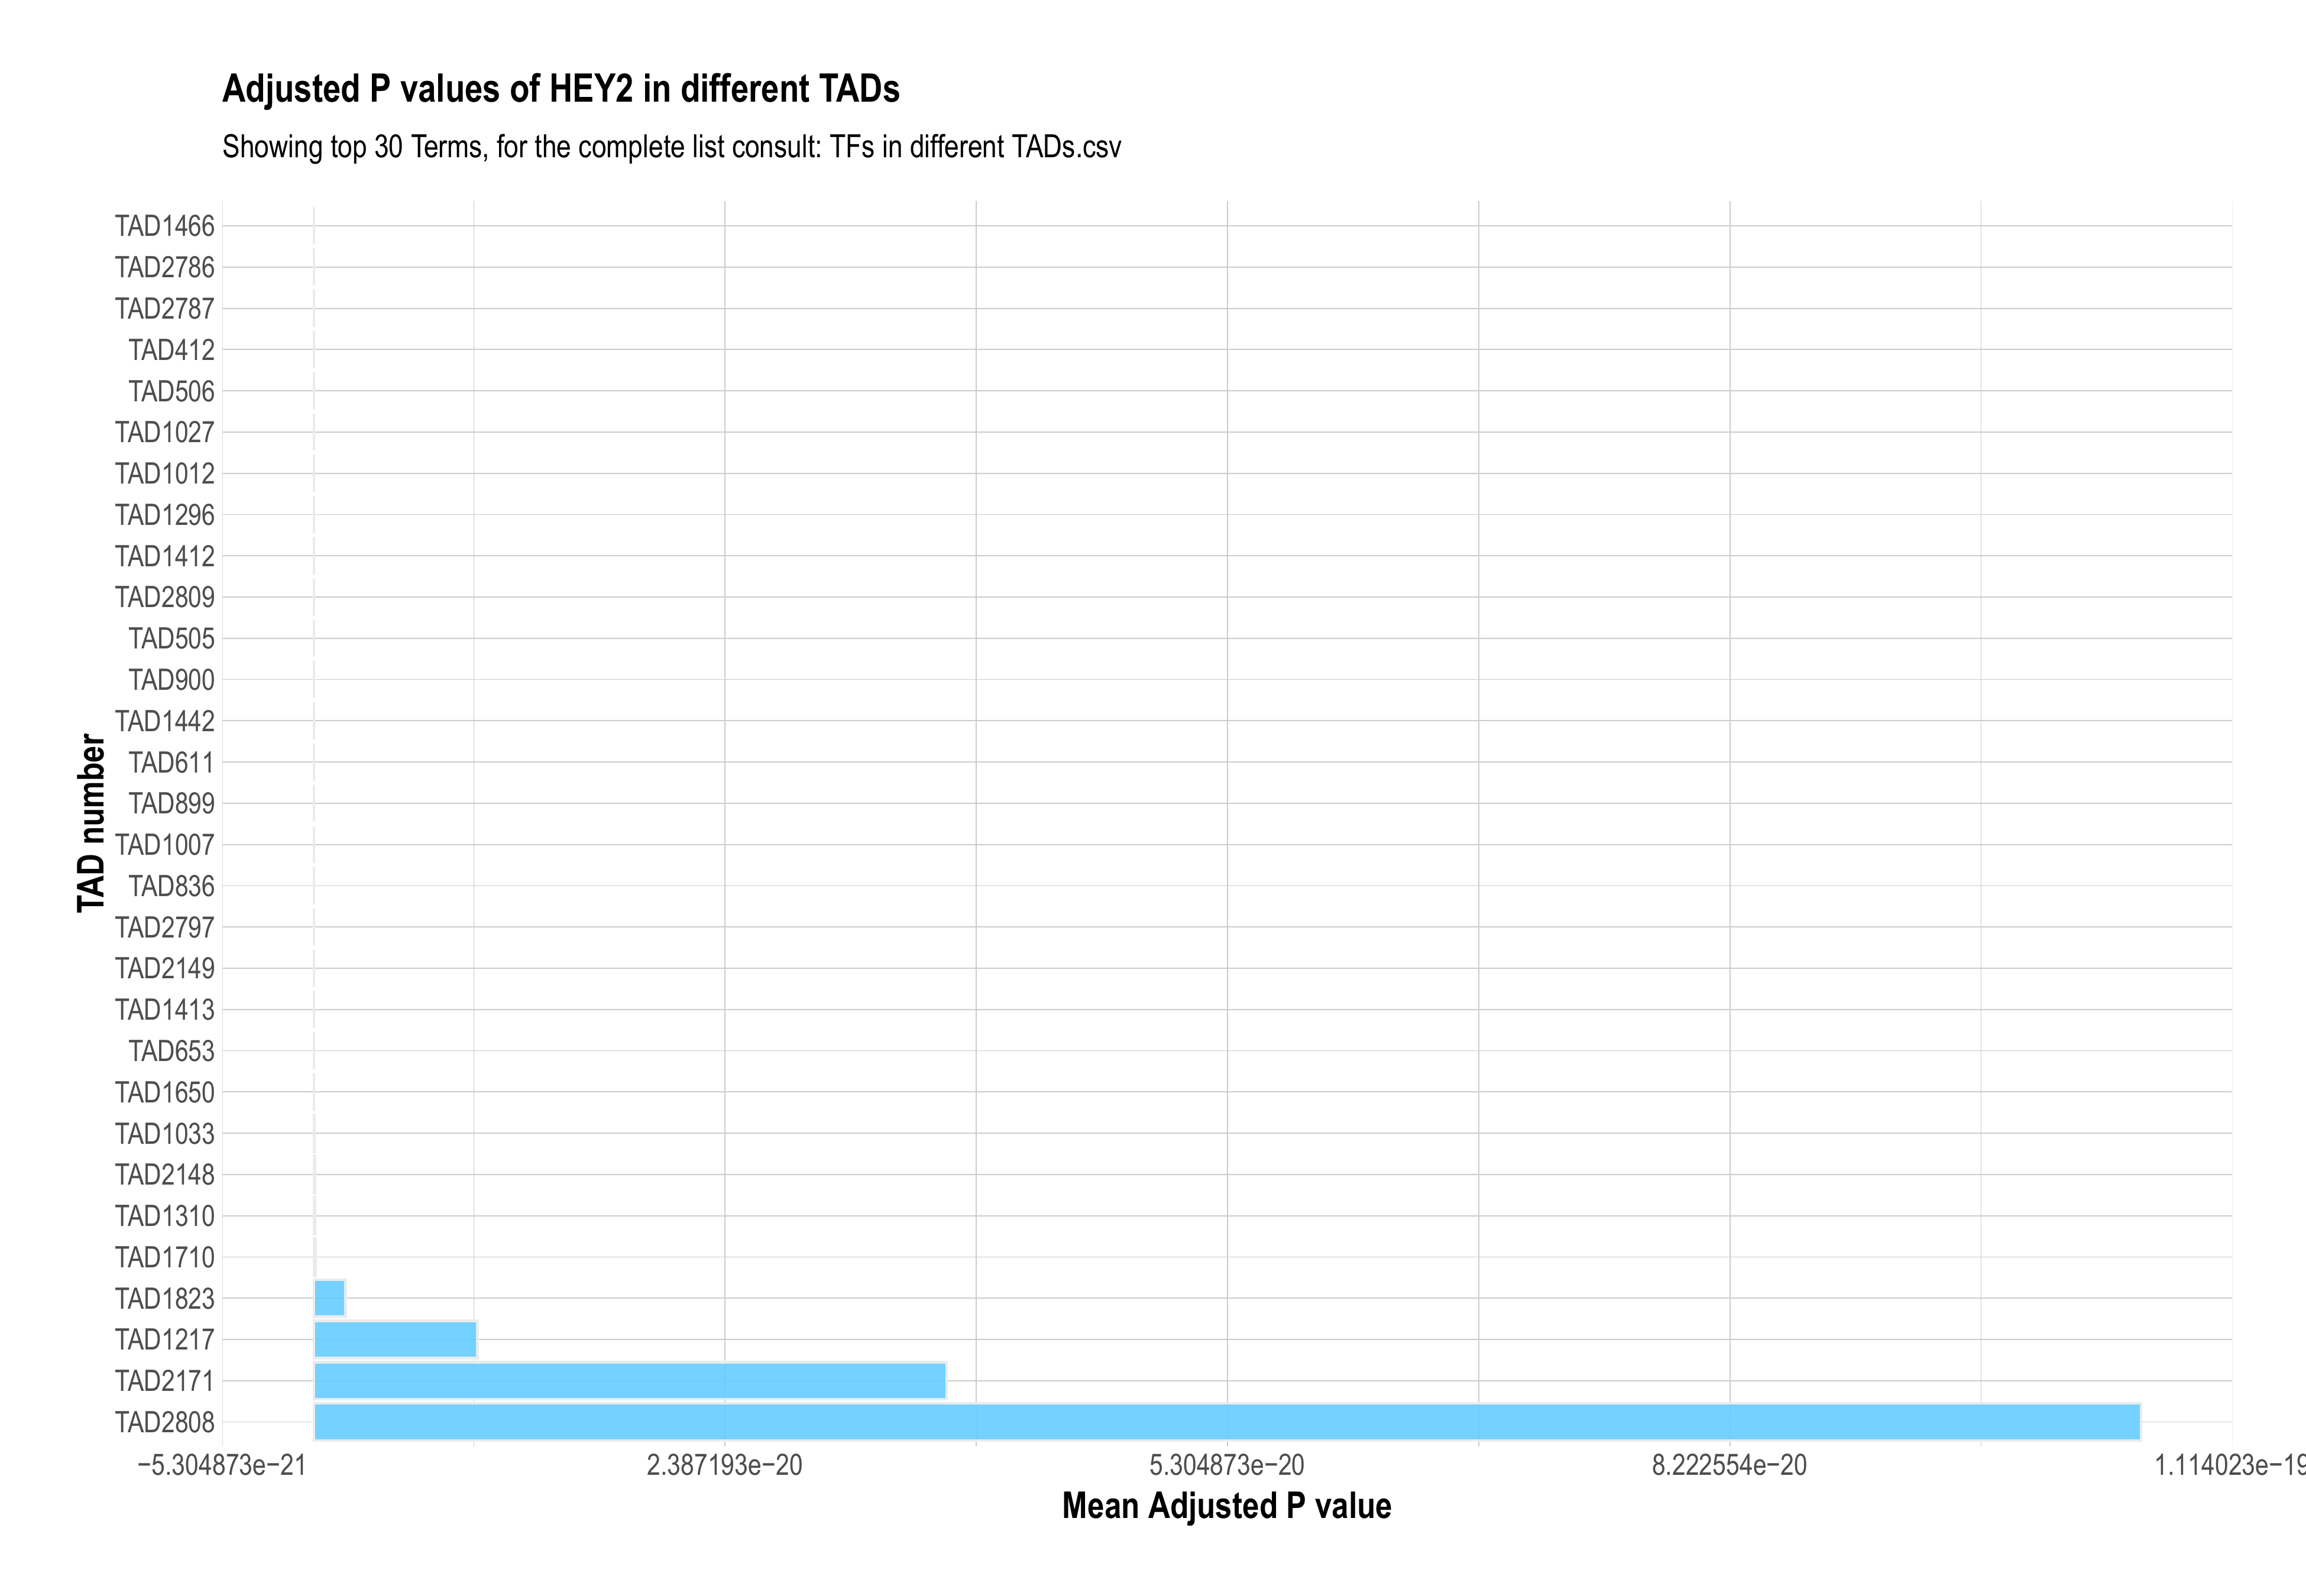 Adjusted P values of HEY2 in different TADs
Showing top 30 Terms, for the complete list consult: TFs in different TADs.csv
TAD number
TAD1466
TAD2786
TAD2787
TAD412
TAD506
TAD1027
TAD1012
TAD1296
TAD1412
TAD2809
TAD505
TAD900
TAD1442
TAD611
TAD899
TAD1007
TAD836
TAD2797
TAD2149
TAD1413
TAD653
TAD1650
TAD1033
TAD2148
TAD1310
TAD1710
TAD1823
TAD1217
TAD2171
TAD2808
−5.304873e−21 2.387193e−20 5.304873e−20 8.222554e−20 1.114023e−19
Mean Adjusted P value